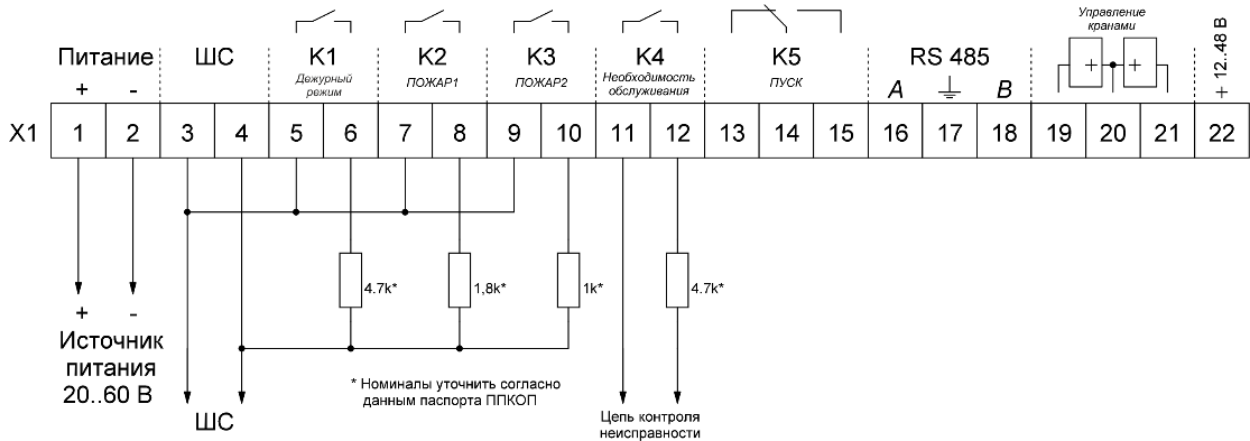 Питание
+ -
ШС
K1
Дежурный
режим
K2
ПОЖАР1
K3
ПОЖАР2
K4
Необходимость
обслуживания
K5
ПУСК
RS 485
A B
Управление
кранами
+ +
+ 12..48 В
X1 1 2 3 4 5 6 7 8 9 10 11 12 13 14 15 16 17 18 19 20 21 22
4.7k* 1,8k* 1k* 4.7k*
+ -
Источник
питания
20..60 В
ШС
* Номиналы уточнить согласно
данным паспорта ППКОП
Цепь контроля
неисправности